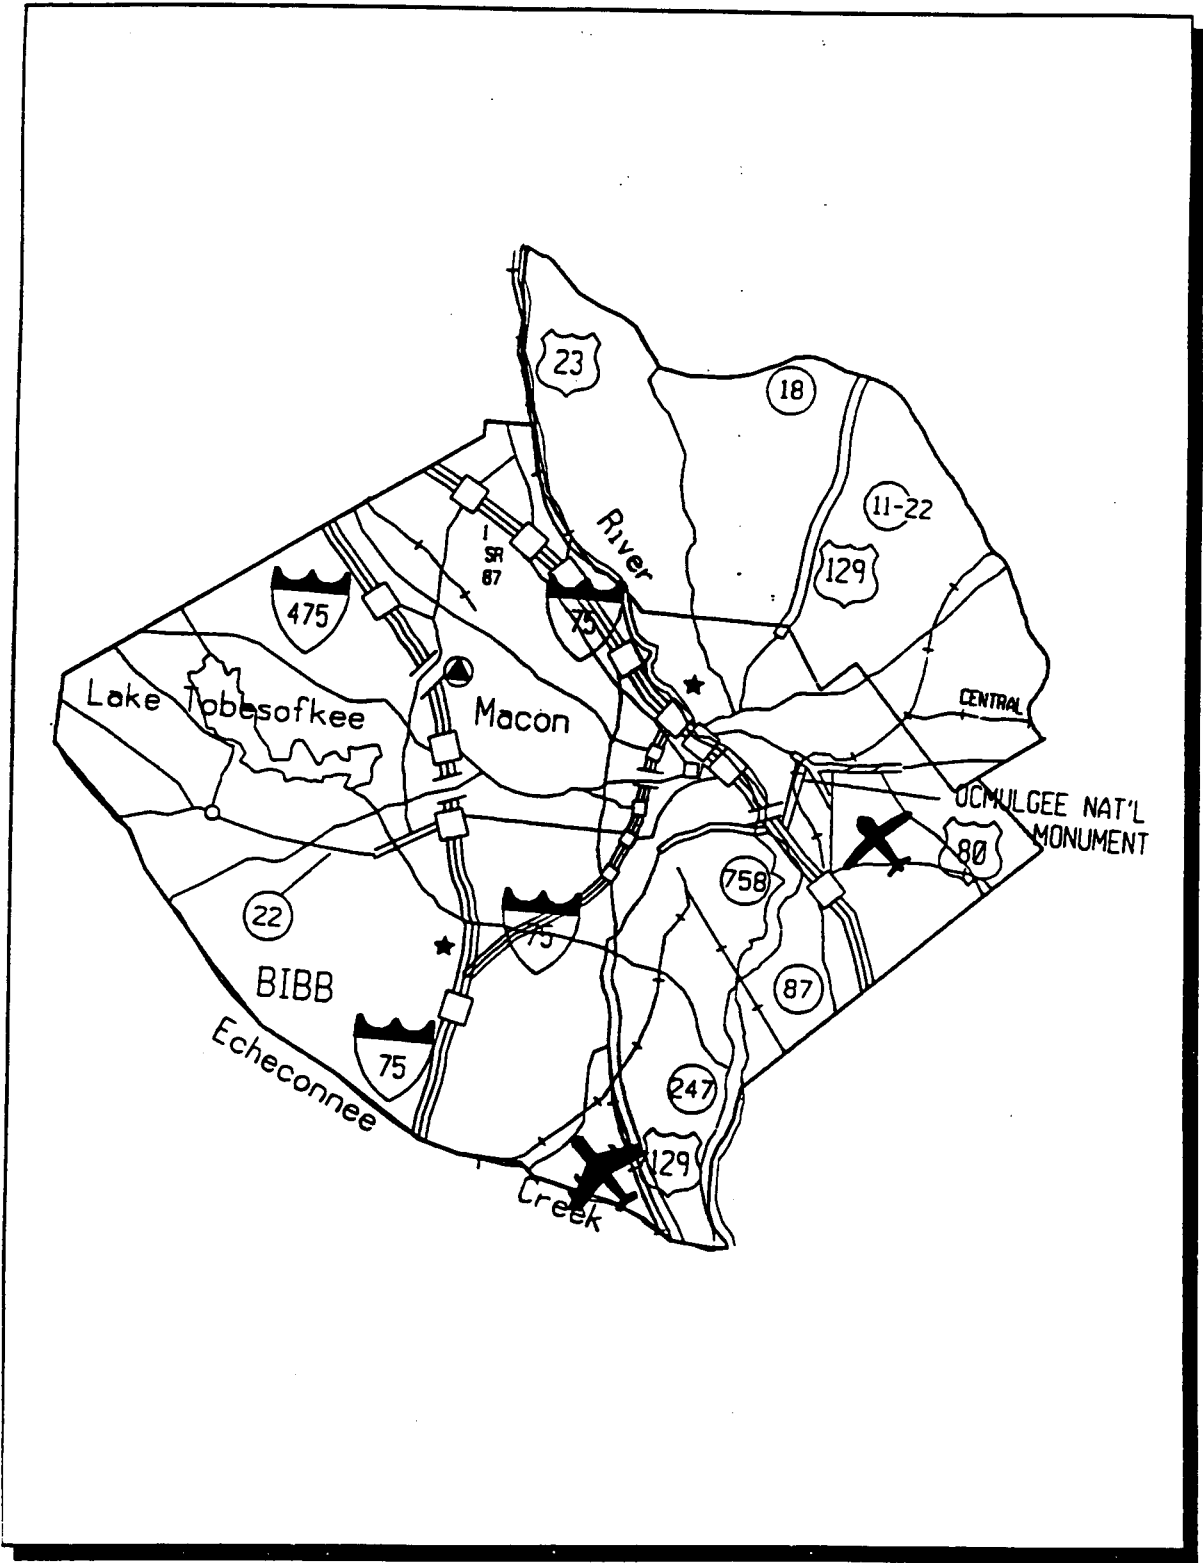 23
18
11-22
River
129
1
SR
87
475
75
Lake Tobesofkee
Macon
CENTRAL
OCMULGEE NAT'L
MONUMENT
80
758
22
75
BIBB
87
Echeconnee
75
247
129
Creek